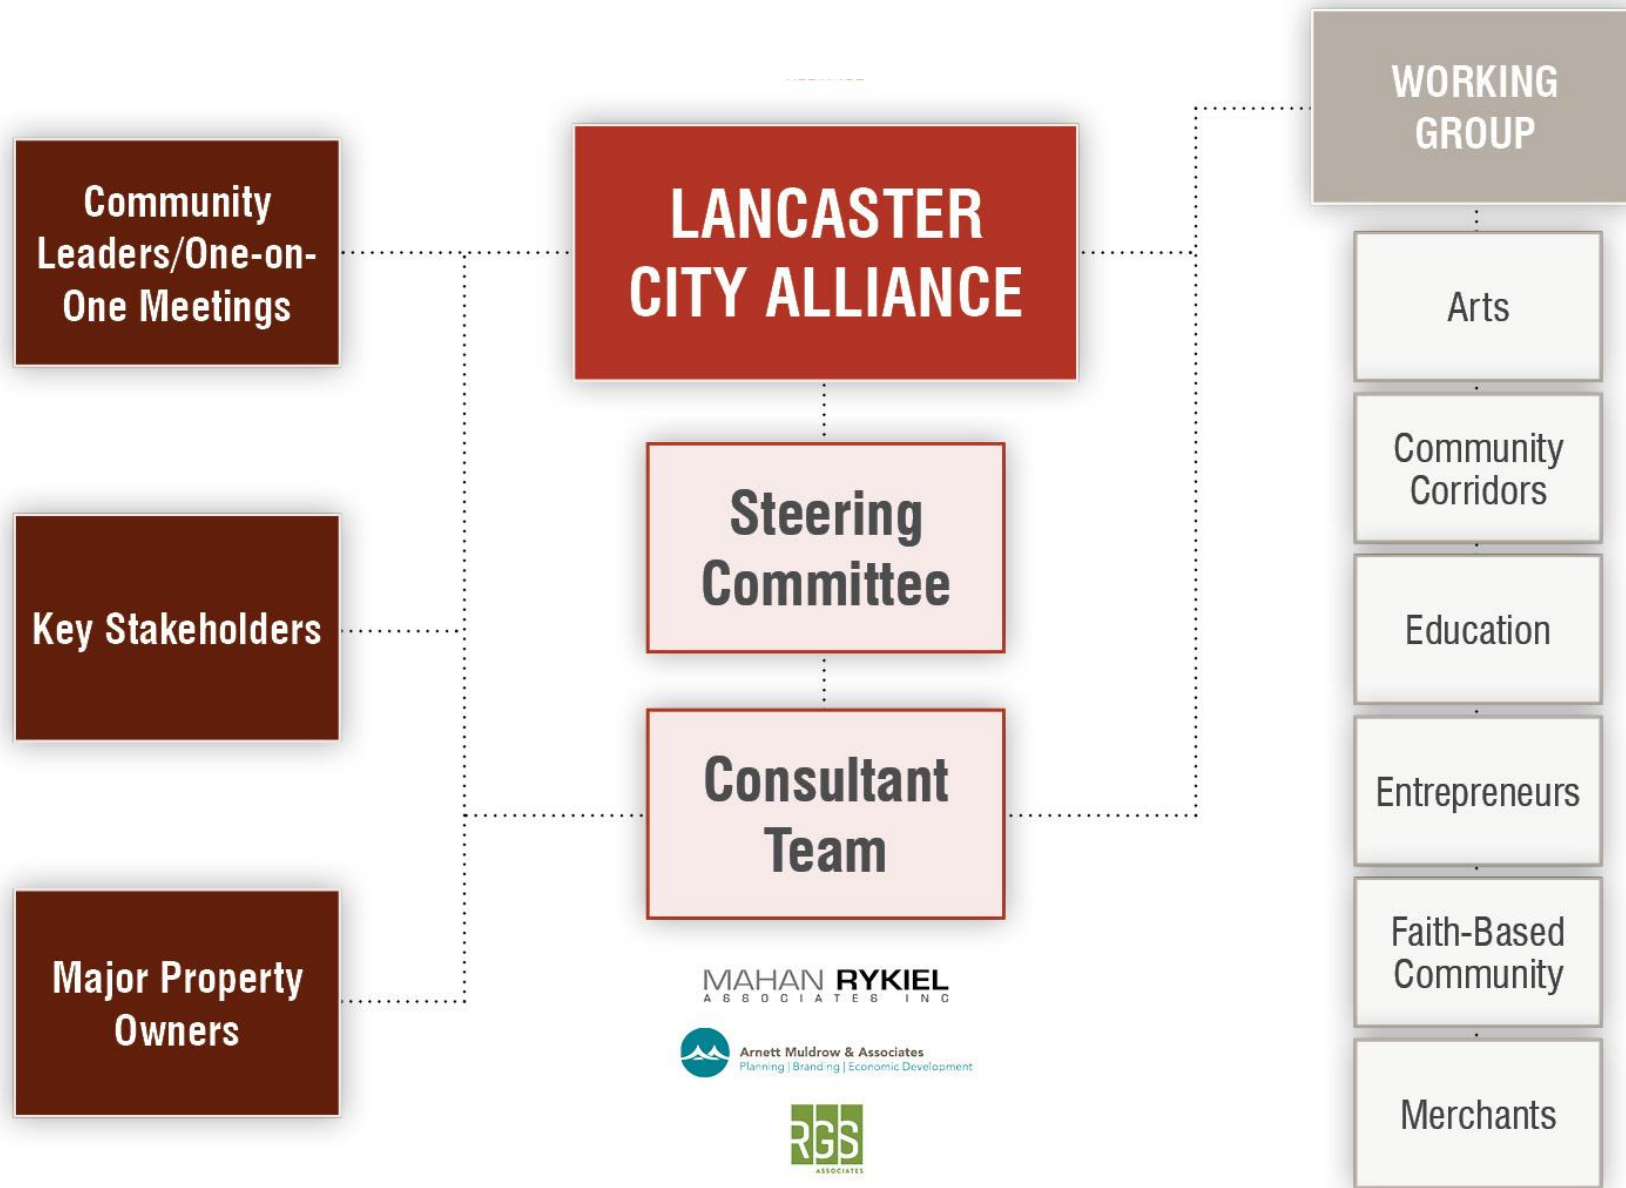 Community
Leaders/One-on-
One Meetings
Key Stakeholders
Major Property
Owners
LANCASTER
CITY ALLIANCE
Steering
Committee
Consultant
Team
MAHAN RYKIEL
ASSOCIATES INC
Arnett Muldrow & Associates
Planning | Branding | Economic Development
RGS
ASSOCIATES
WORKING
GROUP
Arts
Community
Corridors
Education
Entrepreneurs
Faith-Based
Community
Merchants